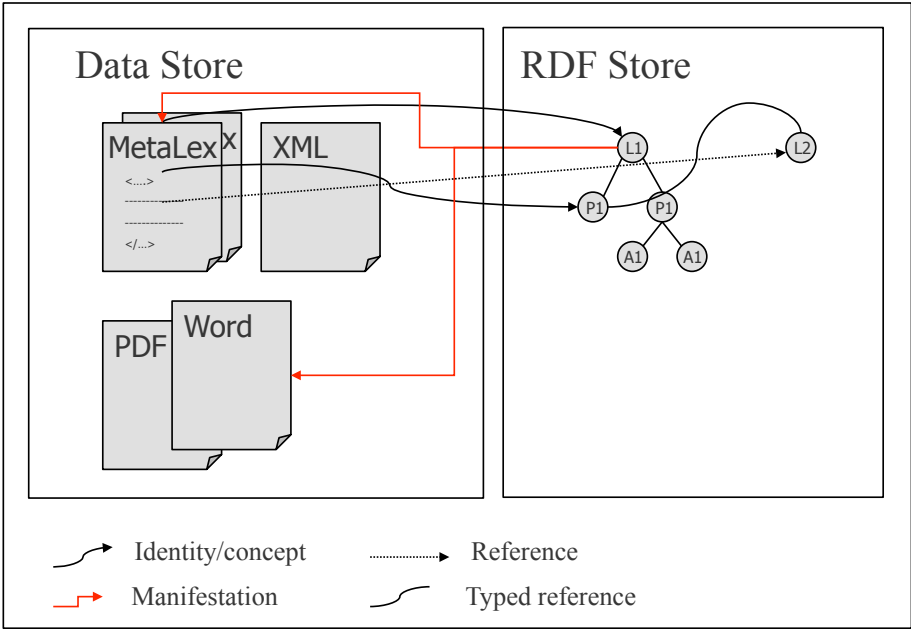 Data Store
RDF Store
MetaLex
x
XML
<....>
---------------
---------------
</...>
PDF
Word
L1
L2
P1
P1
A1
A1
Identity/concept
Reference
Manifestation
Typed reference